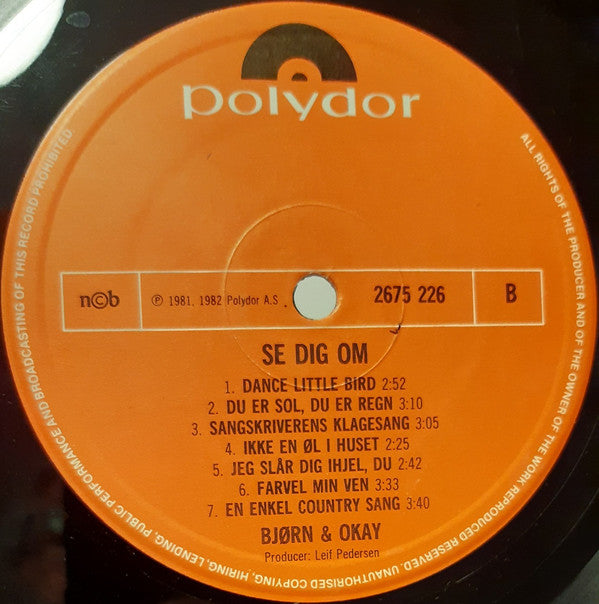 polydor
n©b
℗ 1981, 1982 Polydor A.S.
2675 226
B
SE DIG OM
1. DANCE LITTLE BIRD 2:52
2. DU ER SOL, DU ER REGN 3:10
3. SANGSKRIVERENS KLAGESANG 3:05
4. IKKE EN ØL I HUSET 2:25
5. JEG SLÅR DIG IHJEL, DU 2:42
6. FARVEL MIN VEN 3:33
7. EN ENKEL COUNTRY SANG 3:40
BJØRN & OKAY
Producer: Leif Pedersen
ALL RIGHTS OF THE PRODUCER AND OF THE OWNER OF THE WORK REPRODUCED RESERVED. UNAUTHORISED COPYING, HIRING, LENDING, PUBLIC PERFORMANCE AND BROADCASTING OF THIS RECORD PROHIBITED.